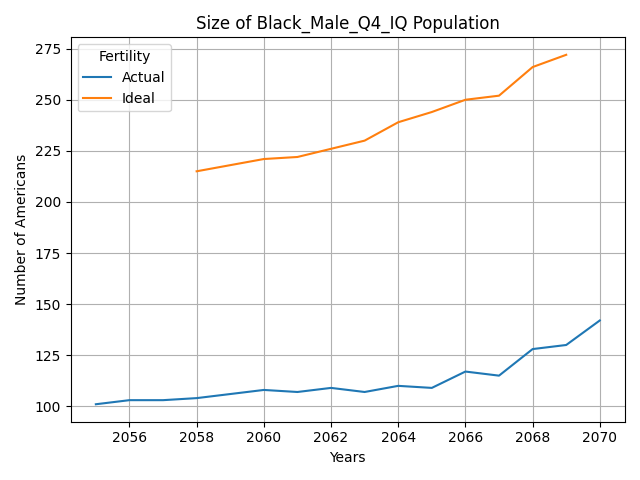 Size of Black_Male_Q4_IQ Population
Fertility
Actual
Ideal
Number of Americans
275
250
225
200
175
150
125
100
2056 2058 2060 2062 2064 2066 2068 2070
Years